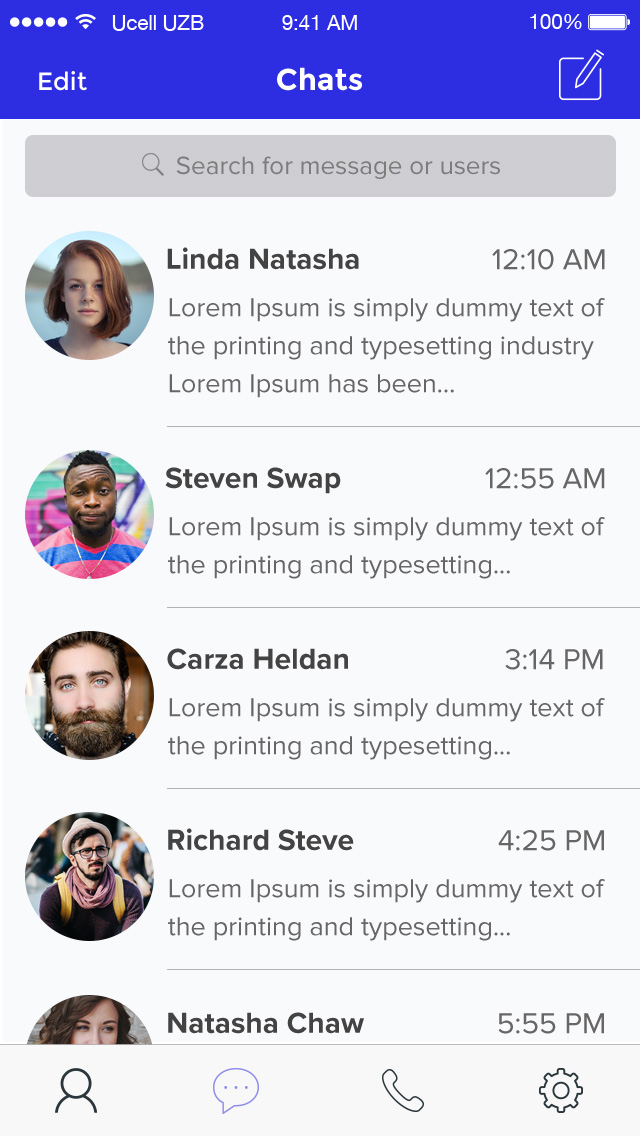 Ucell UZB 9:41 AM 100%
Edit Chats
Search for message or users
Linda Natasha 12:10 AM
Lorem Ipsum is simply dummy text of
the printing and typesetting industry
Lorem Ipsum has been...
Steven Swap 12:55 AM
Lorem Ipsum is simply dummy text of
the printing and typesetting...
Carza Heldan 3:14 PM
Lorem Ipsum is simply dummy text of
the printing and typesetting...
Richard Steve 4:25 PM
Lorem Ipsum is simply dummy text of
the printing and typesetting...
Natasha Chaw 5:55 PM